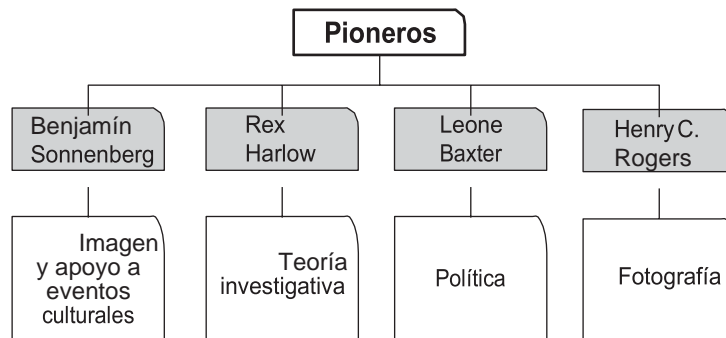 Pioneros
Benjamín
Sonnenberg
Rex
Harlow
Leone
Baxter
Henry C.
Rogers
Imagen
y apoyo a
eventos
culturales
Teoría
investigativa
Política
Fotografía